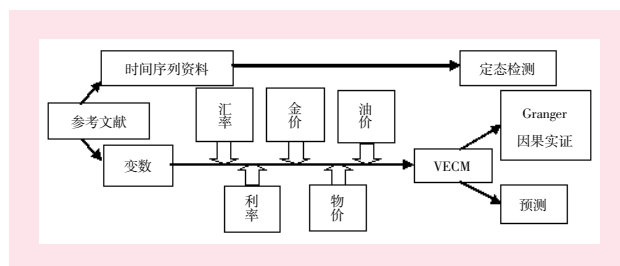 时间序列资料
定态检测
汇率
金价
油价
Granger
因果实证
参考文献
变数
VECM
利率
物价
预测